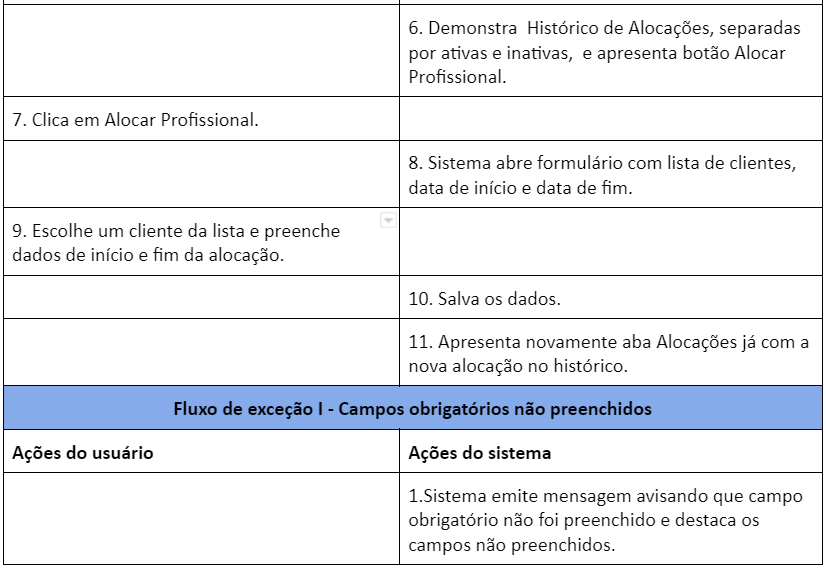 6. Demonstra  Histórico de Alocações, separadas
por ativas e inativas,  e apresenta botão Alocar
Profissional.
7. Clica em Alocar Profissional.
8. Sistema abre formulário com lista de clientes,
data de início e data de fim.
9. Escolhe um cliente da lista e preenche
dados de início e fim da alocação.
10. Salva os dados.
11. Apresenta novamente aba Alocações já com a
nova alocação no histórico.
Fluxo de exceção I - Campos obrigatórios não preenchidos
Ações do usuário
Ações do sistema
1.Sistema emite mensagem avisando que campo
obrigatório não foi preenchido e destaca os
campos não preenchidos.